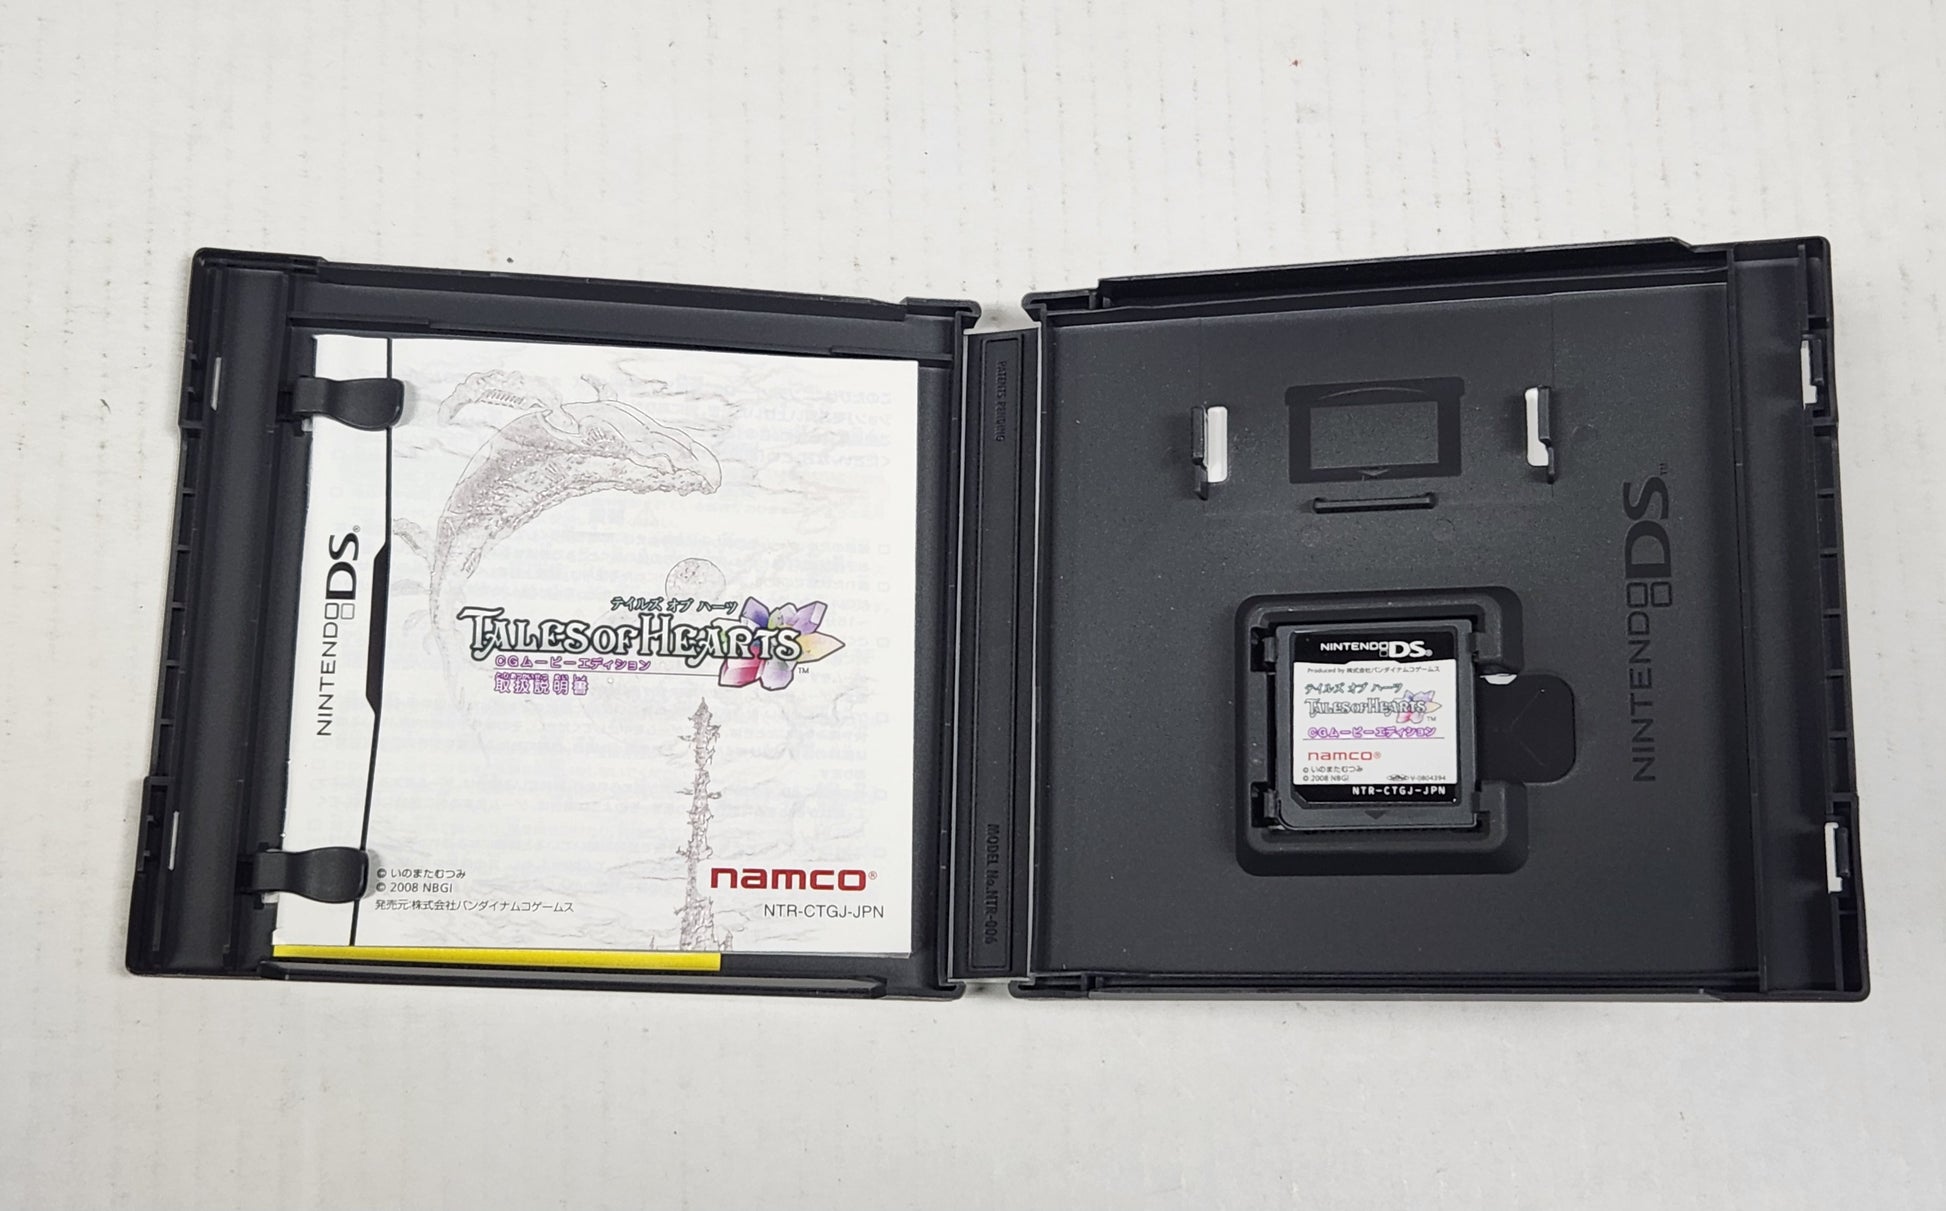 NINTENDO DS®
テイルズ オブ ハーツ
TALES OF HEARTS™
CGムービーエディション
取扱説明書
© いのまたむつみ
© 2008 NBGI
発売元:株式会社バンダイナムコゲームス
namco®
NTR-CTGJ-JPN
PATENTS PENDING
MODEL No.NTR-006
NINTENDO DS™
NINTENDO DS®
Produced by 株式会社バンダイナムコゲームス
テイルズ オブ ハーツ
TALES OF HEARTS™
CGムービーエディション
namco®
© いのまたむつみ
© 2008 NBGI
V-0804394
NTR-CTGJ-JPN